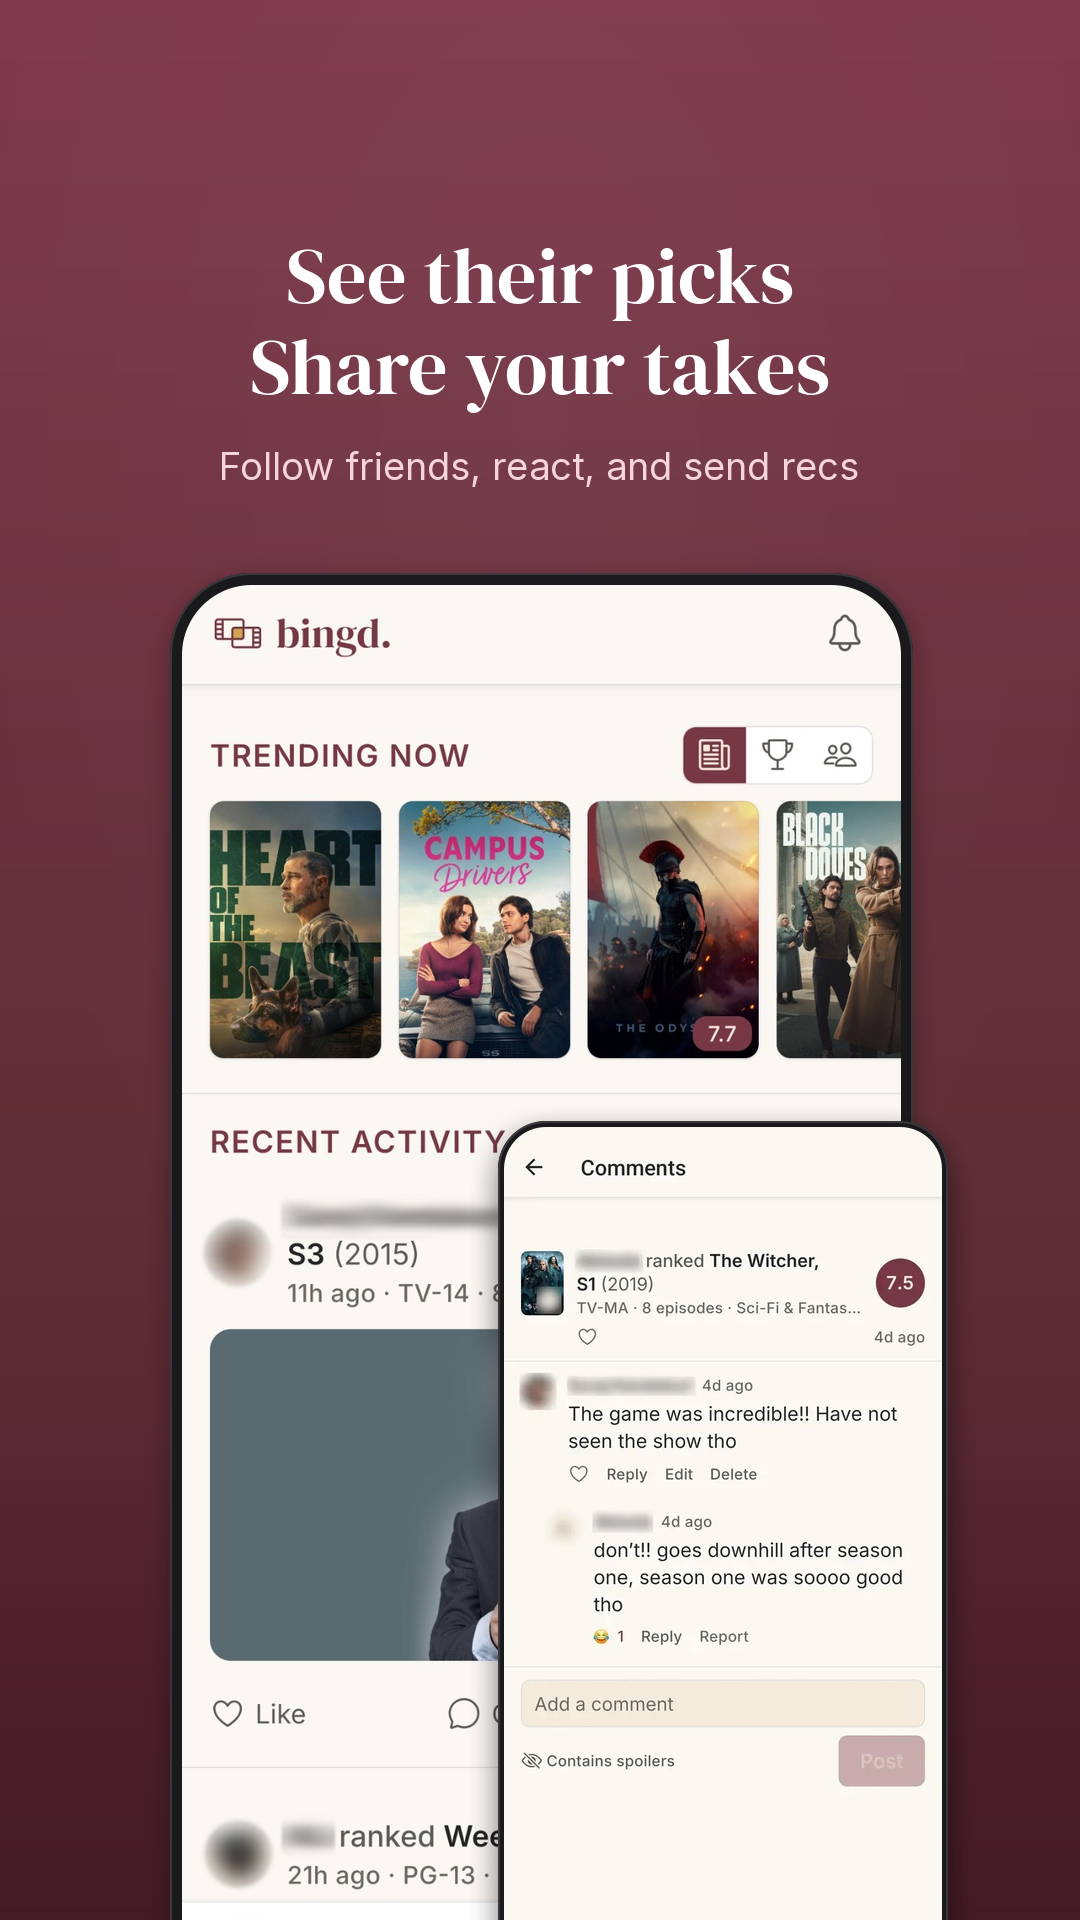 See their picks
Share your takes
Follow friends, react, and send recs
bingd.
TRENDING NOW
HEART
OF
THE
BEAST
CAMPUS
Drivers
THE ODYS
7.7
BLACK
DOVES
RECENT ACTIVITY
S3 (2015)
11h ago · TV-14 ·
Like
ranked Wee
21h ago · PG-13 ·
Comments
ranked The Witcher,
S1 (2019)
7.5
TV-MA · 8 episodes · Sci-Fi & Fantas...
4d ago
4d ago
The game was incredible!! Have not
seen the show tho
Reply Edit Delete
4d ago
don't!! goes downhill after season
one, season one was soooo good
tho
😂 1 Reply Report
Add a comment
Contains spoilers
Post